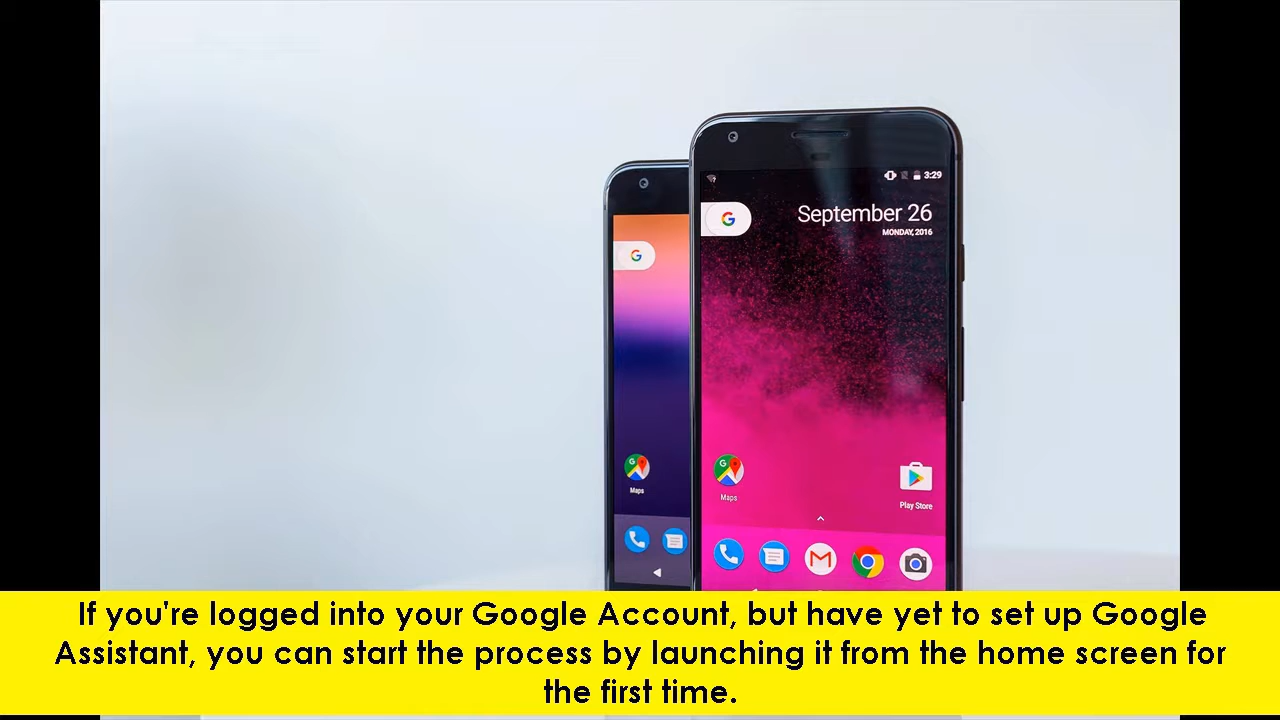 3:29
September 26
MONDAY, 2016
Maps
Maps
Play Store
If you're logged into your Google Account, but have yet to set up Google
Assistant, you can start the process by launching it from the home screen for
the first time.